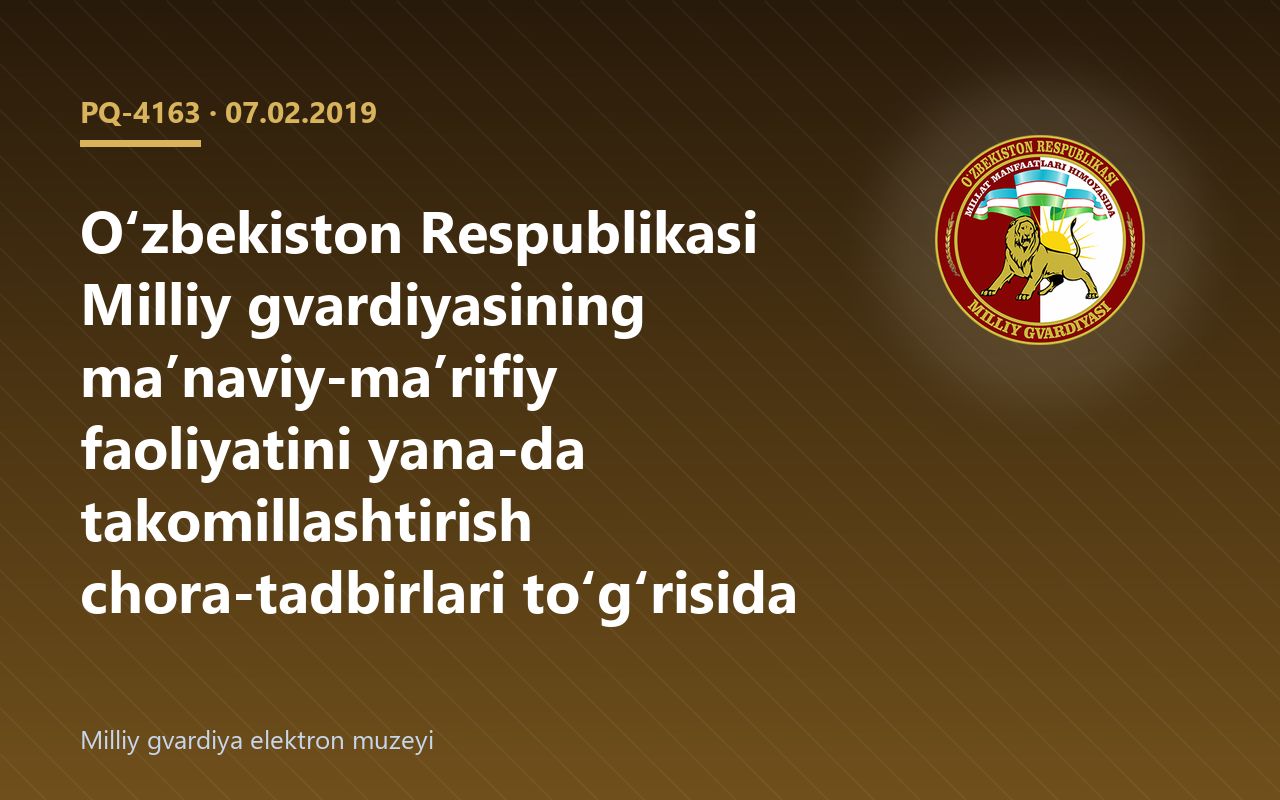 PQ-4163 · 07.02.2019
O‘ZBEKISTON RESPUBLIKASI
MILLAT MANFAATLARI HIMOYASIDA
MILLIY GVARDIYASI
O‘zbekiston Respublikasi
Milliy gvardiyasining
ma’naviy-ma’rifiy
faoliyatini yana-da
takomillashtirish
chora-tadbirlari to‘g‘risida
Milliy gvardiya elektron muzeyi